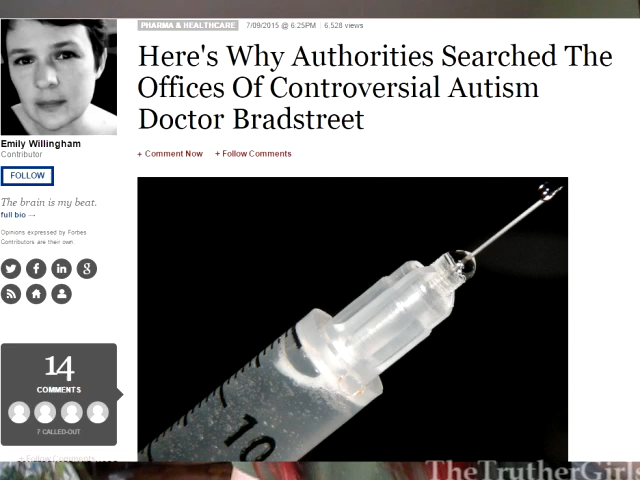 PHARMA & HEALTHCARE 7/09/2015 @ 6:25PM 6,528 views
Here's Why Authorities Searched The
Offices Of Controversial Autism
Doctor Bradstreet
+ Comment Now + Follow Comments
Emily Willingham
Contributor
FOLLOW
The brain is my beat.
full bio →
Opinions expressed by Forbes
Contributors are their own
14
COMMENTS
7 CALLED-OUT
+ Follow Comments
10
TheTrutherGirls